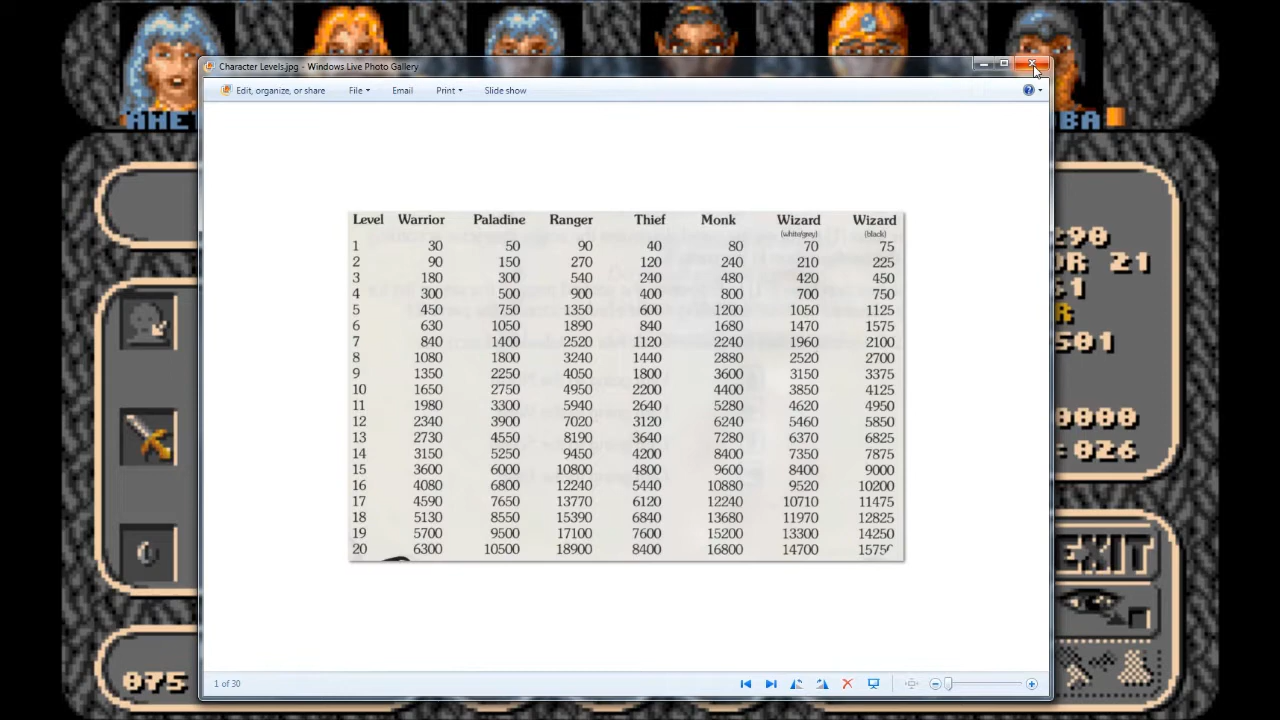 Character Levels.jpg - Windows Live Photo Gallery
Edit, organize, or share File Email Print Slide show
BA
Level Warrior Paladine Ranger Thief Monk Wizard Wizard
(white/grey) (black)
1 30 50 90 40 80 70 75
2 90 150 270 120 240 210 225
3 180 300 540 240 480 420 450
4 300 500 900 400 800 700 750
5 450 750 1350 600 1200 1050 1125
6 630 1050 1890 840 1680 1470 1575
7 840 1400 2520 1120 2240 1960 2100
8 1080 1800 3240 1440 2880 2520 2700
9 1350 2250 4050 1800 3600 3150 3375
10 1650 2750 4950 2200 4400 3850 4125
11 1980 3300 5940 2640 5280 4620 4950
12 2340 3900 7020 3120 6240 5460 5850
13 2730 4550 8190 3640 7280 6370 6825
14 3150 5250 9450 4200 8400 7350 7875
15 3600 6000 10800 4800 9600 8400 9000
16 4080 6800 12240 5440 10880 9520 10200
17 4590 7650 13770 6120 12240 10710 11475
18 5130 8550 15390 6840 13680 11970 12825
19 5700 9500 17100 7600 15200 13300 14250
20 6300 10500 18900 8400 16800 14700 15750
290
OR 21
51
R
501
0000
:026
EXIT
075
1 of 30